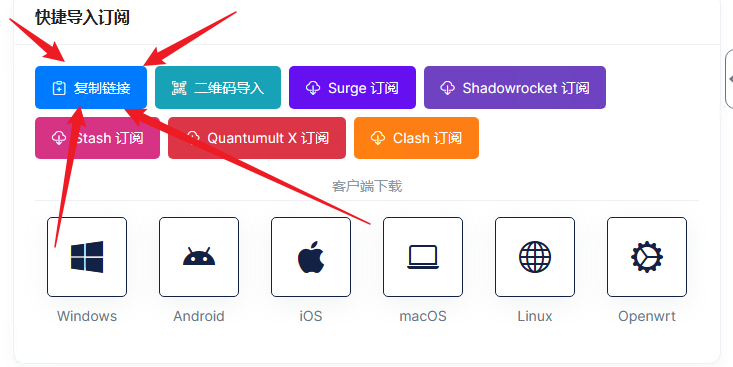 快捷导入订阅
复制链接 二维码导入 Surge 订阅 Shadowrocket 订阅
Stash 订阅 Quantumult X 订阅 Clash 订阅
客户端下载
Windows Android iOS macOS Linux Openwrt